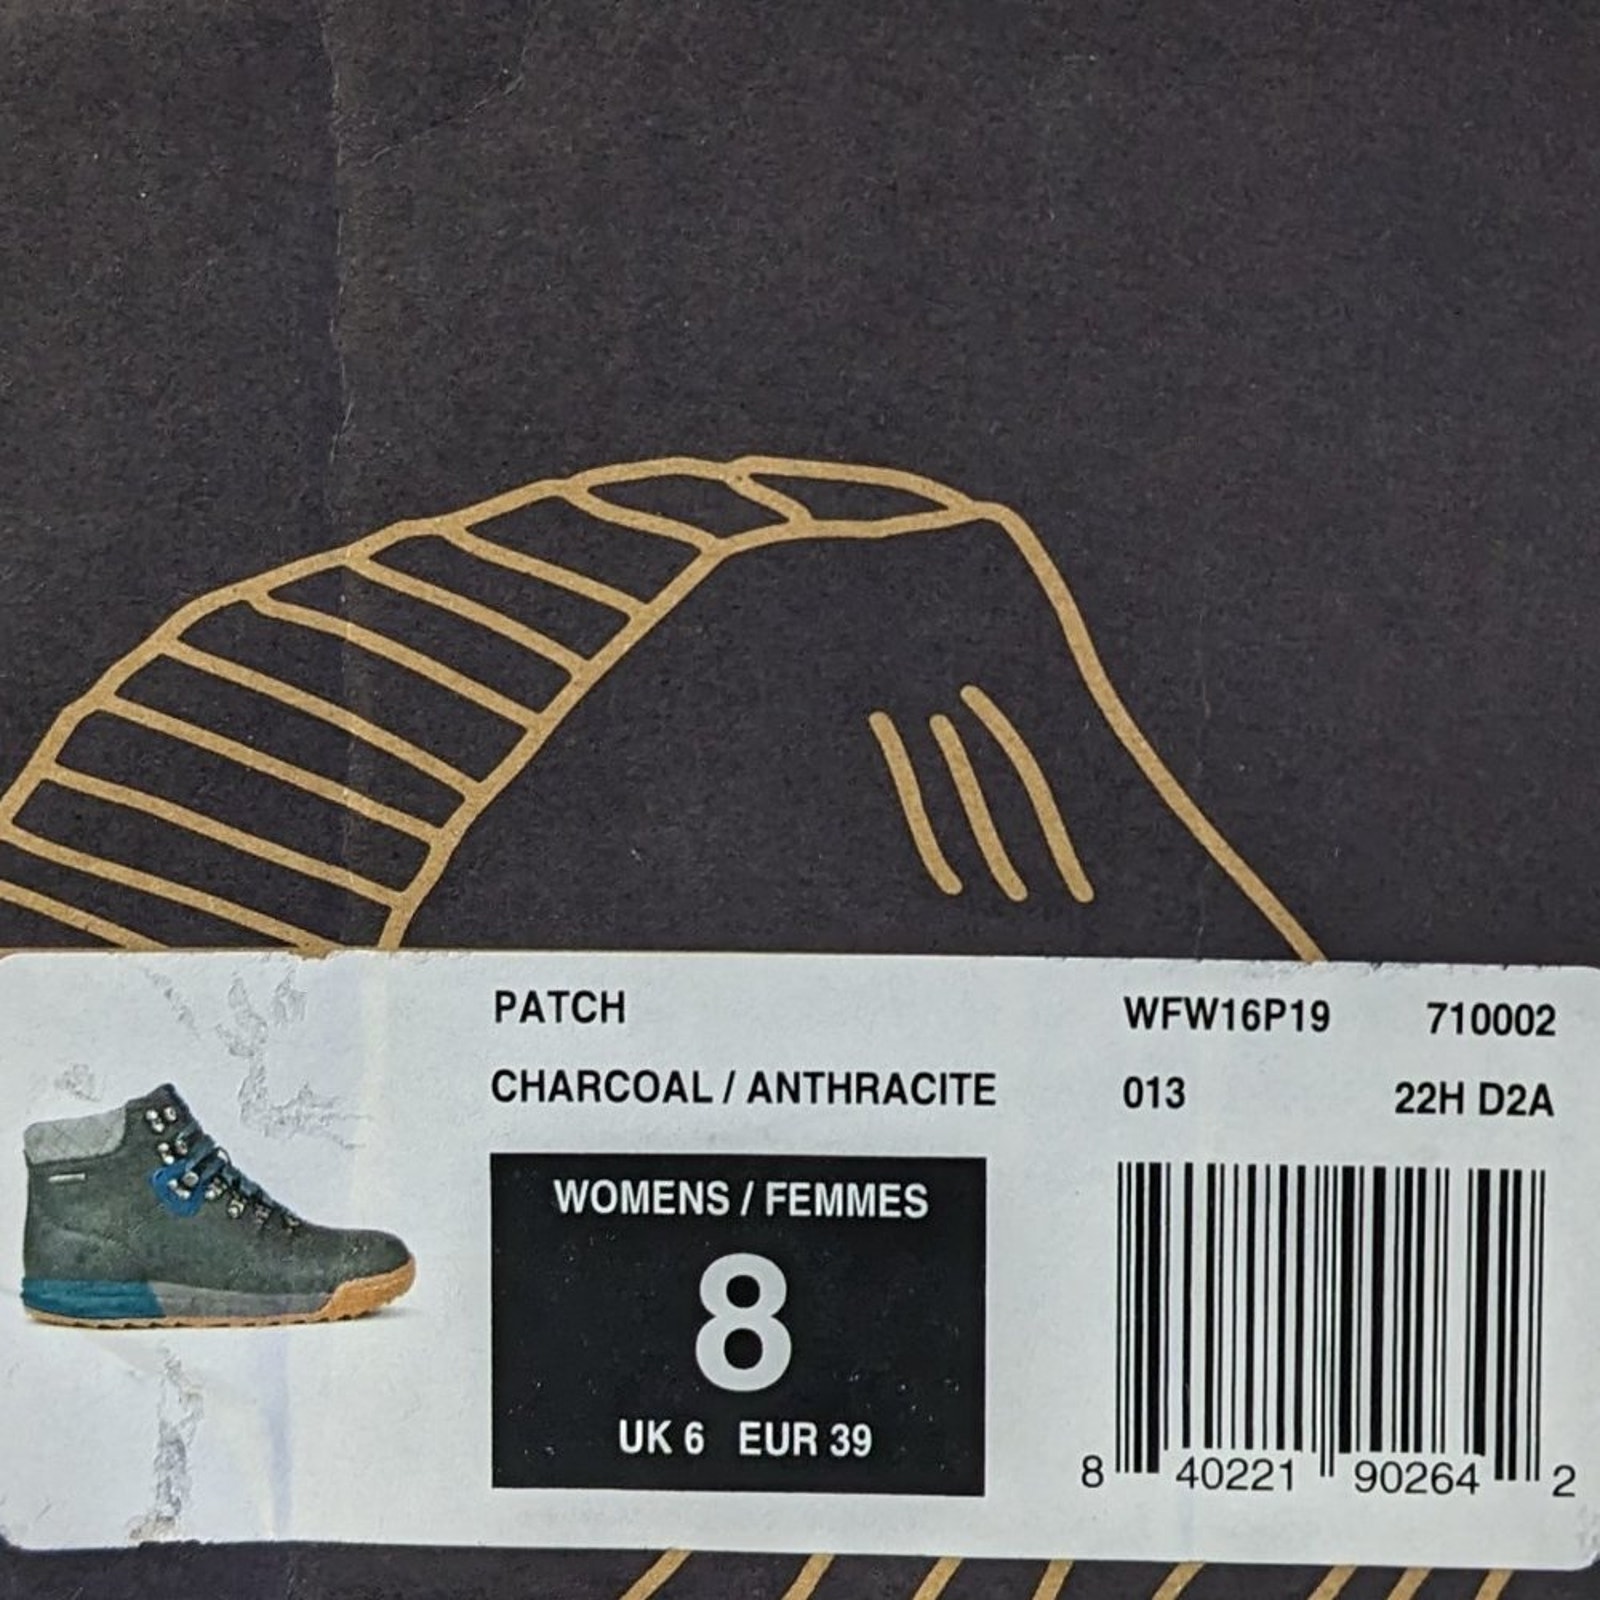 PATCH WFW16P19 710002
CHARCOAL / ANTHRACITE 013 22H D2A
WOMENS / FEMMES
8
UK 6 EUR 39
8 40221 90264 2